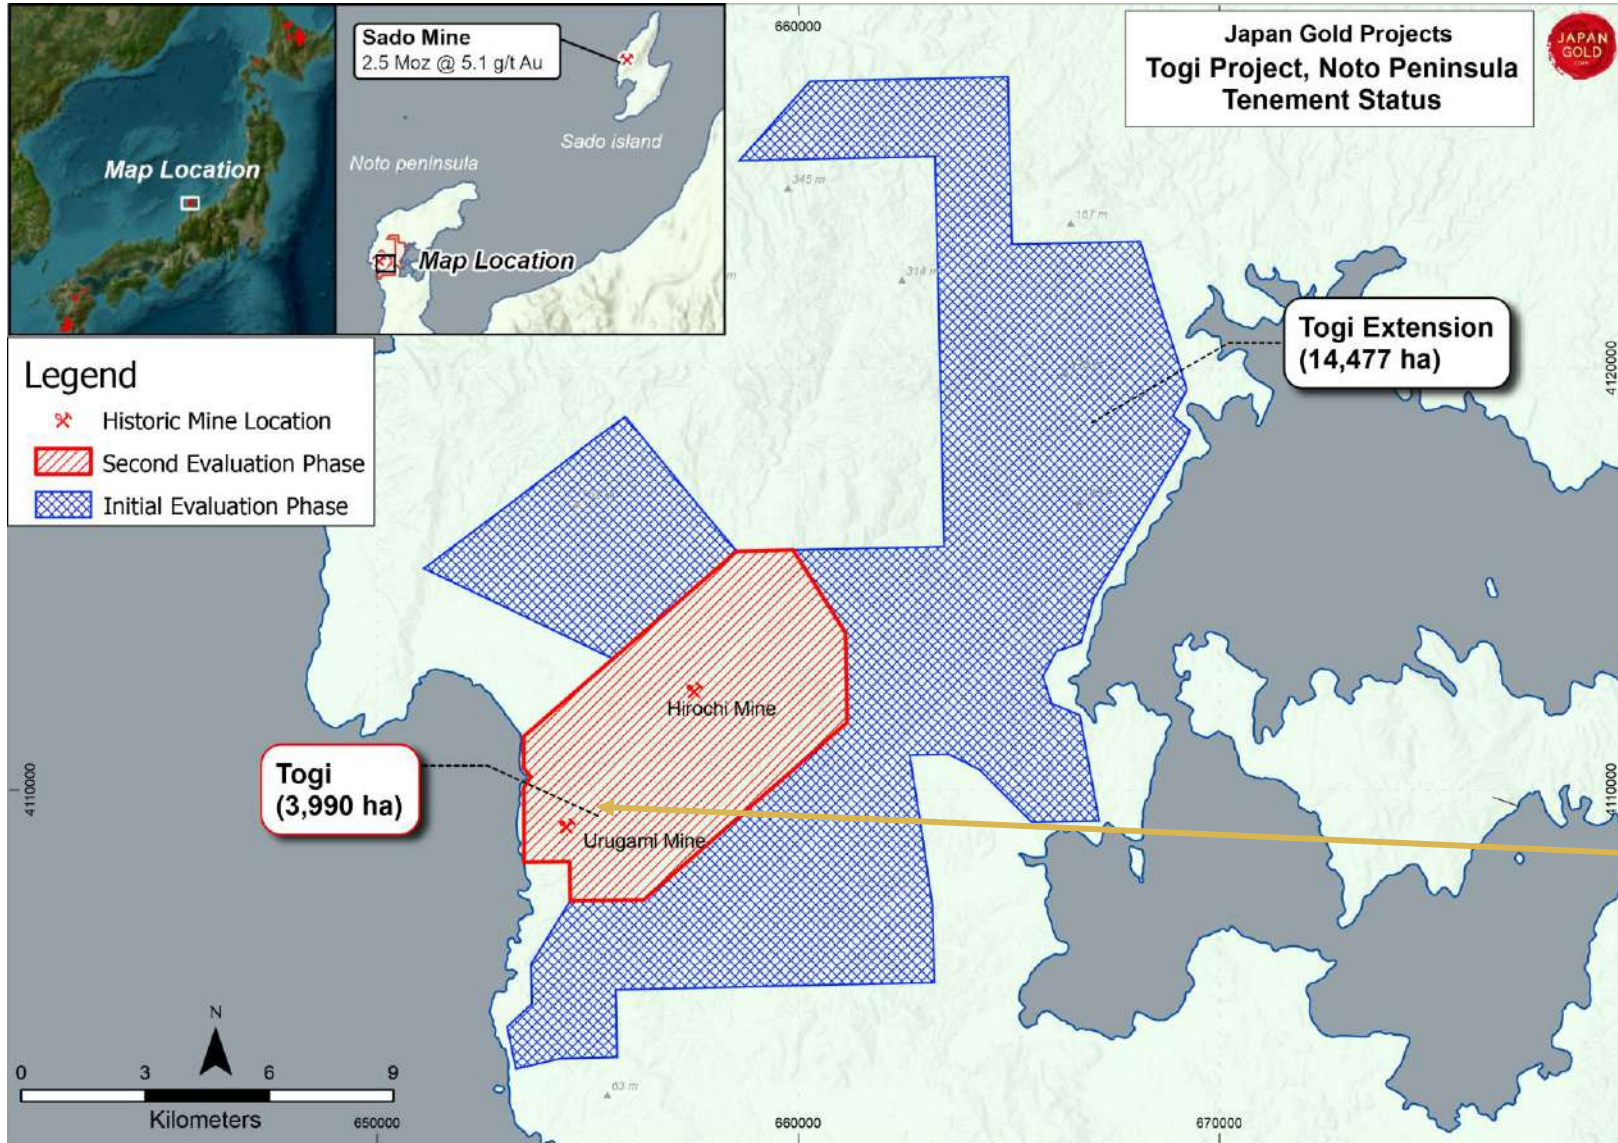 Japan Gold Projects
Togi Project, Noto Peninsula
Tenement Status
JAPAN
GOLD
Sado Mine
2.5 Moz @ 5.1 g/t Au
Sado island
Noto peninsula
Map Location
Map Location
660000
345 m
167 m
314 m
Togi Extension
(14,477 ha)
4120000
Legend
Historic Mine Location
Second Evaluation Phase
Initial Evaluation Phase
Hirochi Mine
Togi
(3,990 ha)
Urugami Mine
4110000
4110000
N
0 3 6 9
Kilometers
63 m
650000
660000
670000